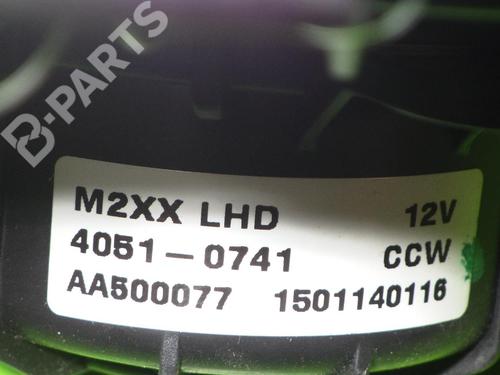 B-PARTS
M2XX LHD 12V
4051-0741 CCW
AA500077 1501140116